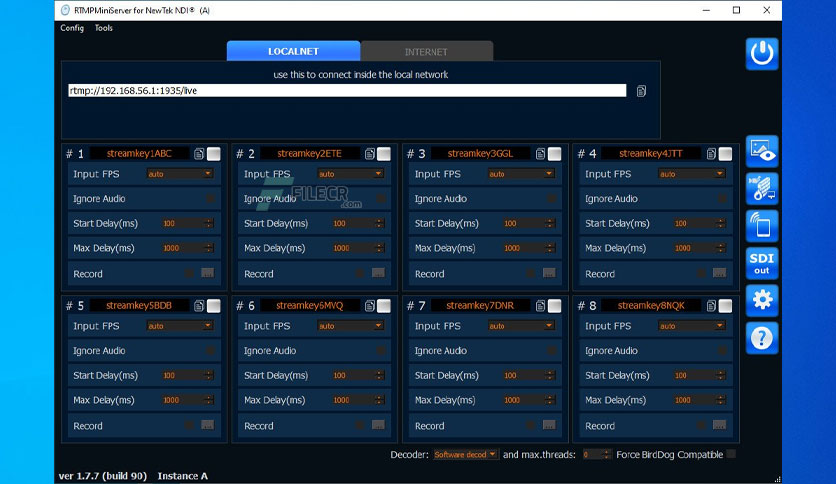 RTMPMiniServer for NewTek NDI® (A)
Config Tools
LOCALNET INTERNET
use this to connect inside the local network
rtmp://192.168.56.1:1935/live
# 1 streamkey1ABC # 2 streamkey2ETE # 3 streamkey3GGL # 4 streamkey4JTT
Input FPS auto Input FPS auto Input FPS auto Input FPS auto
Ignore Audio Ignore Audio Ignore Audio Ignore Audio
FILECR
.com
Start Delay(ms) 100 Start Delay(ms) 100 Start Delay(ms) 100 Start Delay(ms) 100
Max Delay(ms) 1000 Max Delay(ms) 1000 Max Delay(ms) 1000 Max Delay(ms) 1000
Record ... Record ... Record ... Record ...
# 5 streamkey5BDB # 6 streamkey6MVQ # 7 streamkey7DNR # 8 streamkey8NQK
Input FPS auto Input FPS auto Input FPS auto Input FPS auto
Ignore Audio Ignore Audio Ignore Audio Ignore Audio
Start Delay(ms) 100 Start Delay(ms) 100 Start Delay(ms) 100 Start Delay(ms) 100
Max Delay(ms) 1000 Max Delay(ms) 1000 Max Delay(ms) 1000 Max Delay(ms) 1000
Record ... Record ... Record ... Record ...
SDI
out
?
Decoder: Software decod and max.threads: 0 Force BirdDog Compatible
ver 1.7.7 (build 90) Instance A